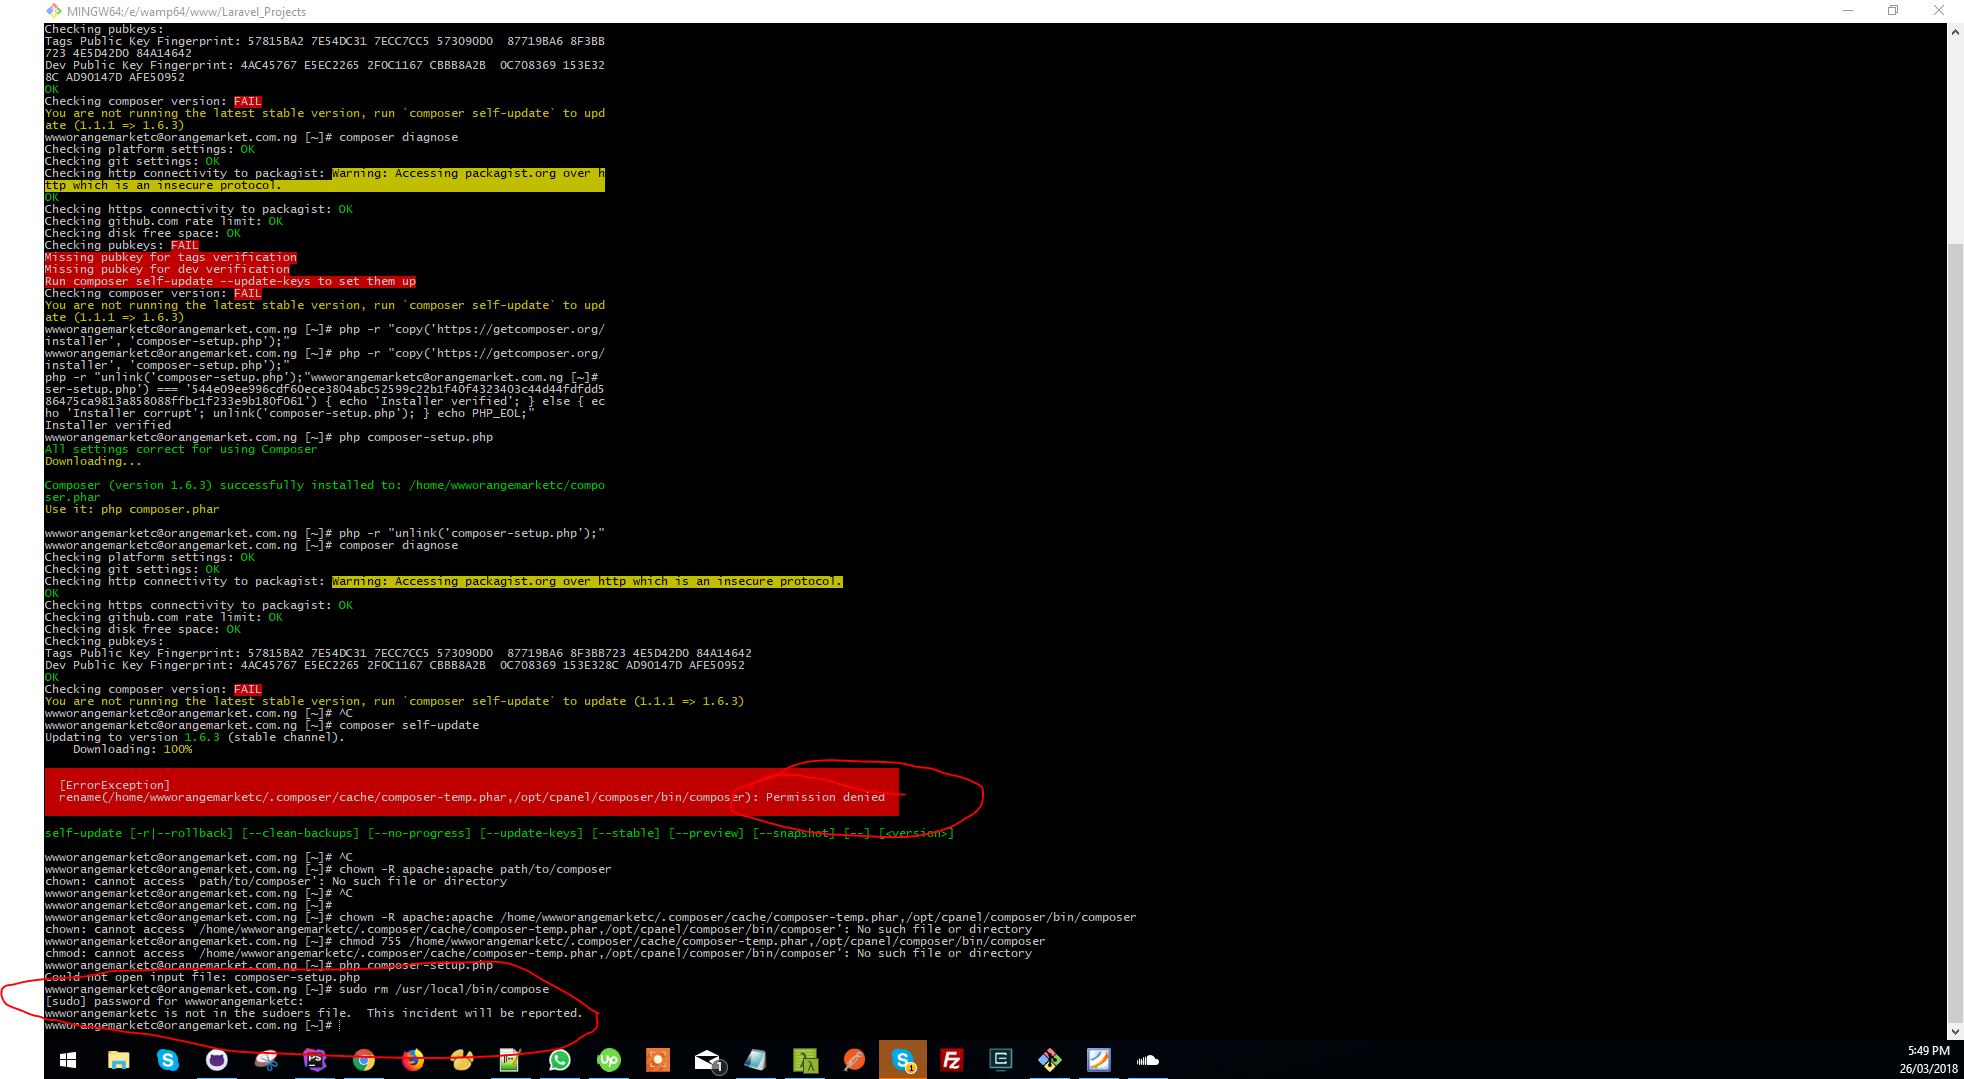 MINGW64:/e/wamp64/www/Laravel_Projects
Checking pubkeys:
Tags Public Key Fingerprint: 57815BA2 7E54DC31 7ECC7CC5 573090D0  87719BA6 8F3BB
723 4E5D42D0 84A14642
Dev Public Key Fingerprint: 4AC45767 E5EC2265 2F0C1167 CBBB8A2B  0C708369 153E32
8C AD90147D AFE50952
OK
Checking composer version: FAIL
You are not running the latest stable version, run `composer self-update` to upd
ate (1.1.1 => 1.6.3)
wwworangemarketc@orangemarket.com.ng [~]# composer diagnose
Checking platform settings: OK
Checking git settings: OK
Checking http connectivity to packagist: Warning: Accessing packagist.org over h
ttp which is an insecure protocol.
OK
Checking https connectivity to packagist: OK
Checking github.com rate limit: OK
Checking disk free space: OK
Checking pubkeys: FAIL
Missing pubkey for tags verification
Missing pubkey for dev verification
Run composer self-update --update-keys to set them up
Checking composer version: FAIL
You are not running the latest stable version, run `composer self-update` to upd
ate (1.1.1 => 1.6.3)
wwworangemarketc@orangemarket.com.ng [~]# php -r "copy('https://getcomposer.org/
installer', 'composer-setup.php');"
wwworangemarketc@orangemarket.com.ng [~]# php -r "copy('https://getcomposer.org/
installer', 'composer-setup.php');"
php -r "unlink('composer-setup.php');"wwworangemarketc@orangemarket.com.ng [~]#
ser-setup.php') === '544e09ee996cdf60ece3804abc52599c22b1f40f4323403c44d44fdfdd5
86475ca9813a858088ffbc1f233e9b180f061') { echo 'Installer verified'; } else { ec
ho 'Installer corrupt'; unlink('composer-setup.php'); } echo PHP_EOL;"
Installer verified
wwworangemarketc@orangemarket.com.ng [~]# php composer-setup.php
All settings correct for using Composer
Downloading...
Composer (version 1.6.3) successfully installed to: /home/wwworangemarketc/compo
ser.phar
Use it: php composer.phar
wwworangemarketc@orangemarket.com.ng [~]# php -r "unlink('composer-setup.php');"
wwworangemarketc@orangemarket.com.ng [~]# composer diagnose
Checking platform settings: OK
Checking git settings: OK
Checking http connectivity to packagist: Warning: Accessing packagist.org over http which is an insecure protocol.
OK
Checking https connectivity to packagist: OK
Checking github.com rate limit: OK
Checking disk free space: OK
Checking pubkeys:
Tags Public Key Fingerprint: 57815BA2 7E54DC31 7ECC7CC5 573090D0  87719BA6 8F3BB723 4E5D42D0 84A14642
Dev Public Key Fingerprint: 4AC45767 E5EC2265 2F0C1167 CBBB8A2B  0C708369 153E328C AD90147D AFE50952
OK
Checking composer version: FAIL
You are not running the latest stable version, run `composer self-update` to update (1.1.1 => 1.6.3)
wwworangemarketc@orangemarket.com.ng [~]# ^C
wwworangemarketc@orangemarket.com.ng [~]# composer self-update
Updating to version 1.6.3 (stable channel).
Downloading: 100%
[ErrorException]
rename(/home/wwworangemarketc/.composer/cache/composer-temp.phar,/opt/cpanel/composer/bin/composer): Permission denied
self-update [-r|--rollback] [--clean-backups] [--no-progress] [--update-keys] [--stable] [--preview] [--snapshot] [--] [<version>]
wwworangemarketc@orangemarket.com.ng [~]# ^C
wwworangemarketc@orangemarket.com.ng [~]# chown -R apache:apache path/to/composer
chown: cannot access `path/to/composer': No such file or directory
wwworangemarketc@orangemarket.com.ng [~]# ^C
wwworangemarketc@orangemarket.com.ng [~]#
wwworangemarketc@orangemarket.com.ng [~]# chown -R apache:apache /home/wwworangemarketc/.composer/cache/composer-temp.phar,/opt/cpanel/composer/bin/composer
chown: cannot access `/home/wwworangemarketc/.composer/cache/composer-temp.phar,/opt/cpanel/composer/bin/composer': No such file or directory
wwworangemarketc@orangemarket.com.ng [~]# chmod 755 /home/wwworangemarketc/.composer/cache/composer-temp.phar,/opt/cpanel/composer/bin/composer
chmod: cannot access `/home/wwworangemarketc/.composer/cache/composer-temp.phar,/opt/cpanel/composer/bin/composer': No such file or directory
wwworangemarketc@orangemarket.com.ng [~]# php composer-setup.php
Could not open input file: composer-setup.php
wwworangemarketc@orangemarket.com.ng [~]# sudo rm /usr/local/bin/compose
[sudo] password for wwworangemarketc:
wwworangemarketc is not in the sudoers file.  This incident will be reported.
wwworangemarketc@orangemarket.com.ng [~]#
5:49 PM
26/03/2018